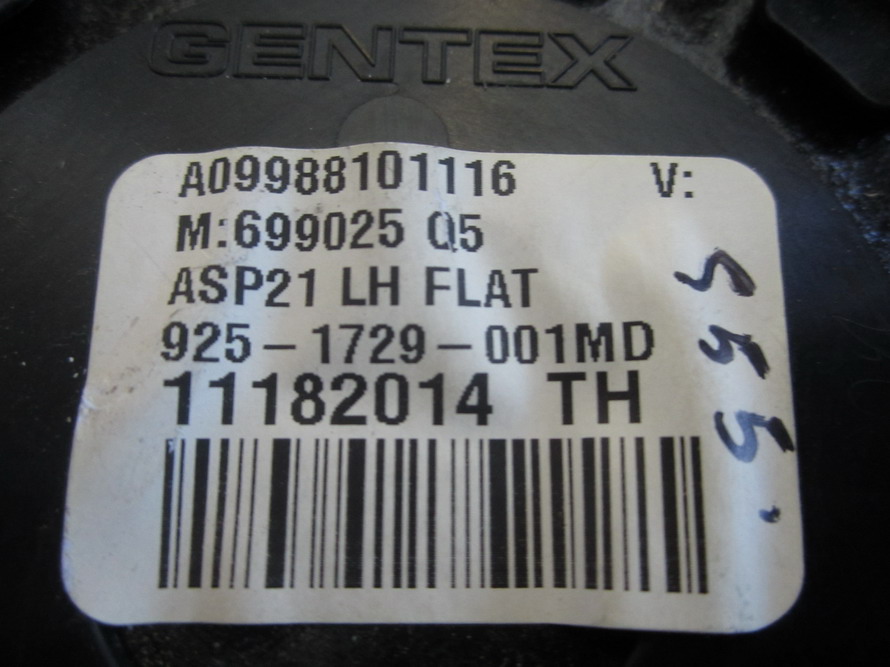 GENTEX
A09988101116 V:
M:699025 Q5
ASP21 LH FLAT
925-1729-001MD
11182014 TH
555.